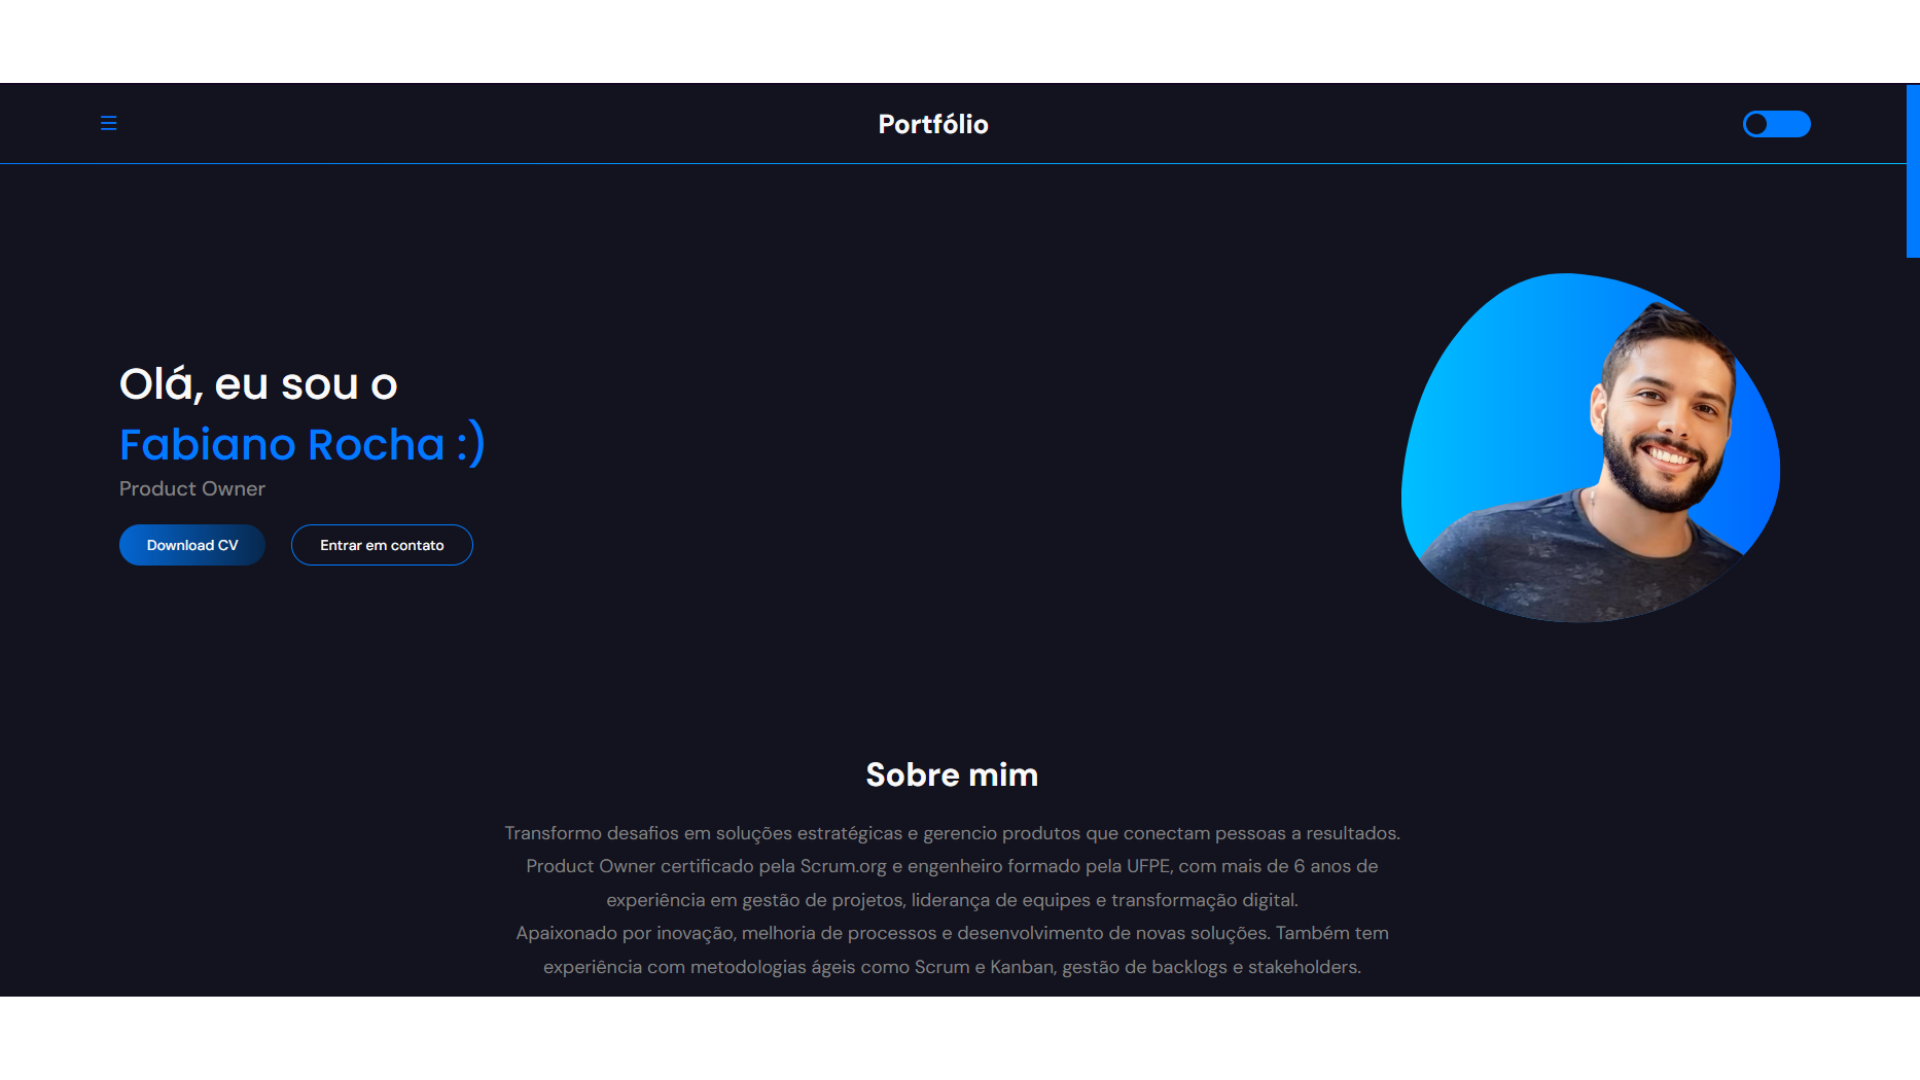 Portfólio
Olá, eu sou o
Fabiano Rocha :)
Product Owner
Download CV
Entrar em contato
Sobre mim
Transformo desafios em soluções estratégicas e gerencio produtos que conectam pessoas a resultados.
Product Owner certificado pela Scrum.org e engenheiro formado pela UFPE, com mais de 6 anos de
experiência em gestão de projetos, liderança de equipes e transformação digital.
Apaixonado por inovação, melhoria de processos e desenvolvimento de novas soluções. Também tem
experiência com metodologias ágeis como Scrum e Kanban, gestão de backlogs e stakeholders.